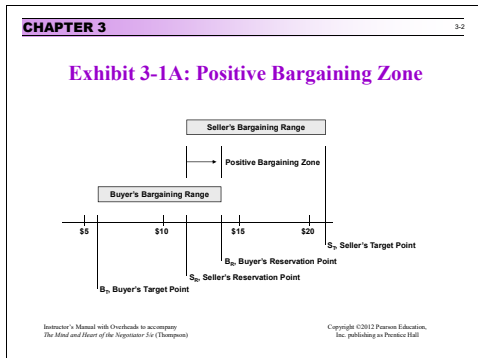 CHAPTER 3
3-2
Exhibit 3-1A: Positive Bargaining Zone
Seller's Bargaining Range
Positive Bargaining Zone
Buyer's Bargaining Range
$5 $10 $15 $20
S_T, Seller's Target Point
B_R, Buyer's Reservation Point
S_R, Seller's Reservation Point
B_T, Buyer's Target Point
Instructor's Manual with Overheads to accompany
The Mind and Heart of the Negotiator 5/e (Thompson)
Copyright ©2012 Pearson Education,
Inc. publishing as Prentice Hall